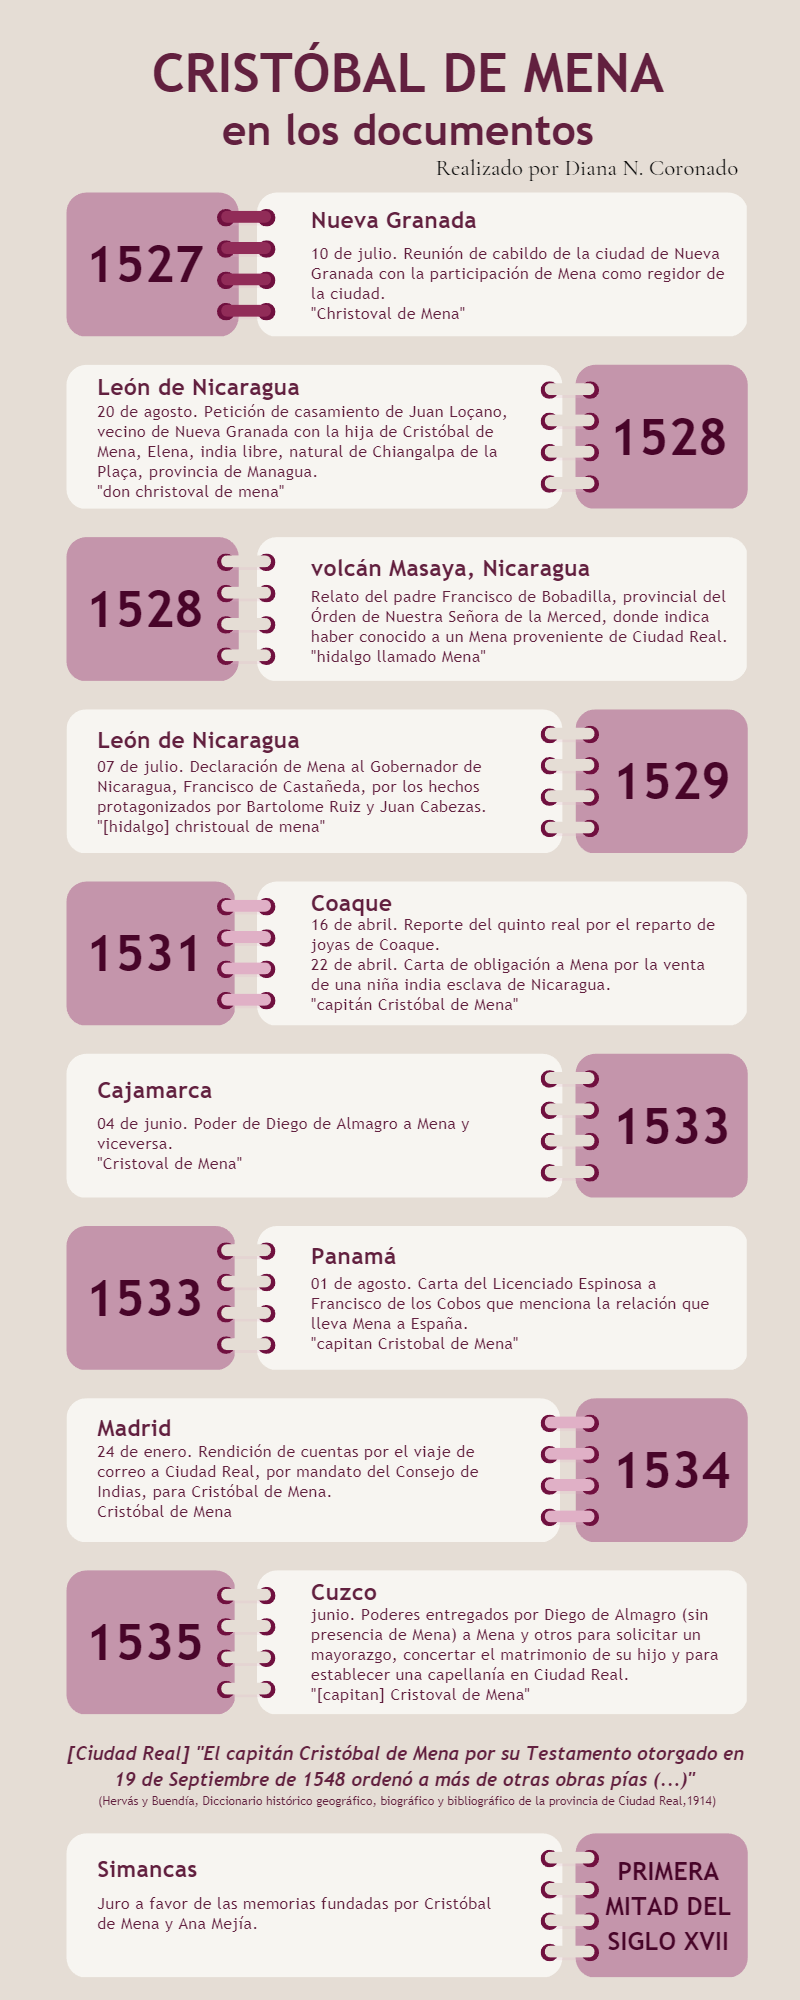 CRISTÓBAL DE MENA
en los documentos
Realizado por Diana N. Coronado
1527
Nueva Granada
10 de julio. Reunión de cabildo de la ciudad de Nueva
Granada con la participación de Mena como regidor de
la ciudad.
"Christoval de Mena"
León de Nicaragua
20 de agosto. Petición de casamiento de Juan Loçano,
vecino de Nueva Granada con la hija de Cristóbal de
Mena, Elena, india libre, natural de Chiangalpa de la
Plaça, provincia de Managua.
"don christoval de mena"
1528
1528
volcán Masaya, Nicaragua
Relato del padre Francisco de Bobadilla, provincial del
Órden de Nuestra Señora de la Merced, donde indica
haber conocido a un Mena proveniente de Ciudad Real.
"hidalgo llamado Mena"
León de Nicaragua
07 de julio. Declaración de Mena al Gobernador de
Nicaragua, Francisco de Castañeda, por los hechos
protagonizados por Bartolome Ruiz y Juan Cabezas.
"[hidalgo] christoual de mena"
1529
1531
Coaque
16 de abril. Reporte del quinto real por el reparto de
joyas de Coaque.
22 de abril. Carta de obligación a Mena por la venta
de una niña india esclava de Nicaragua.
"capitán Cristóbal de Mena"
Cajamarca
04 de junio. Poder de Diego de Almagro a Mena y
viceversa.
"Cristoval de Mena"
1533
1533
Panamá
01 de agosto. Carta del Licenciado Espinosa a
Francisco de los Cobos que menciona la relación que
lleva Mena a España.
"capitan Cristobal de Mena"
Madrid
24 de enero. Rendición de cuentas por el viaje de
correo a Ciudad Real, por mandato del Consejo de
Indias, para Cristóbal de Mena.
Cristóbal de Mena
1534
1535
Cuzco
junio. Poderes entregados por Diego de Almagro (sin
presencia de Mena) a Mena y otros para solicitar un
mayorazgo, concertar el matrimonio de su hijo y para
establecer una capellanía en Ciudad Real.
"[capitan] Cristoval de Mena"
[Ciudad Real] "El capitán Cristóbal de Mena por su Testamento otorgado en
19 de Septiembre de 1548 ordenó a más de otras obras pías (...)"
(Hervás y Buendía, Diccionario histórico geográfico, biográfico y bibliográfico de la provincia de Ciudad Real,1914)
Simancas
Juro a favor de las memorias fundadas por Cristóbal
de Mena y Ana Mejía.
PRIMERA
MITAD DEL
SIGLO XVII